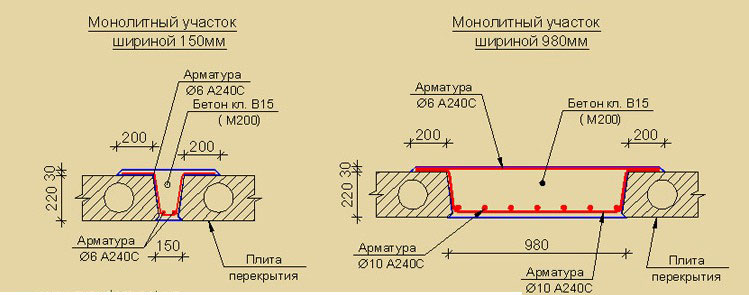 Монолитный участок
шириной 150мм
Арматура
Ø6 А240С
Бетон кл. В15
( М200)
200
200
30
220
150
Арматура
Ø6 А240С
Плита
перекрытия
Монолитный участок
шириной 980мм
Арматура
Ø6 А240С
Бетон кл. В15
( М200)
200
200
30
220
980
Арматура
Ø10 А240С
Арматура
Ø10 А240С
Плита
перекрытия